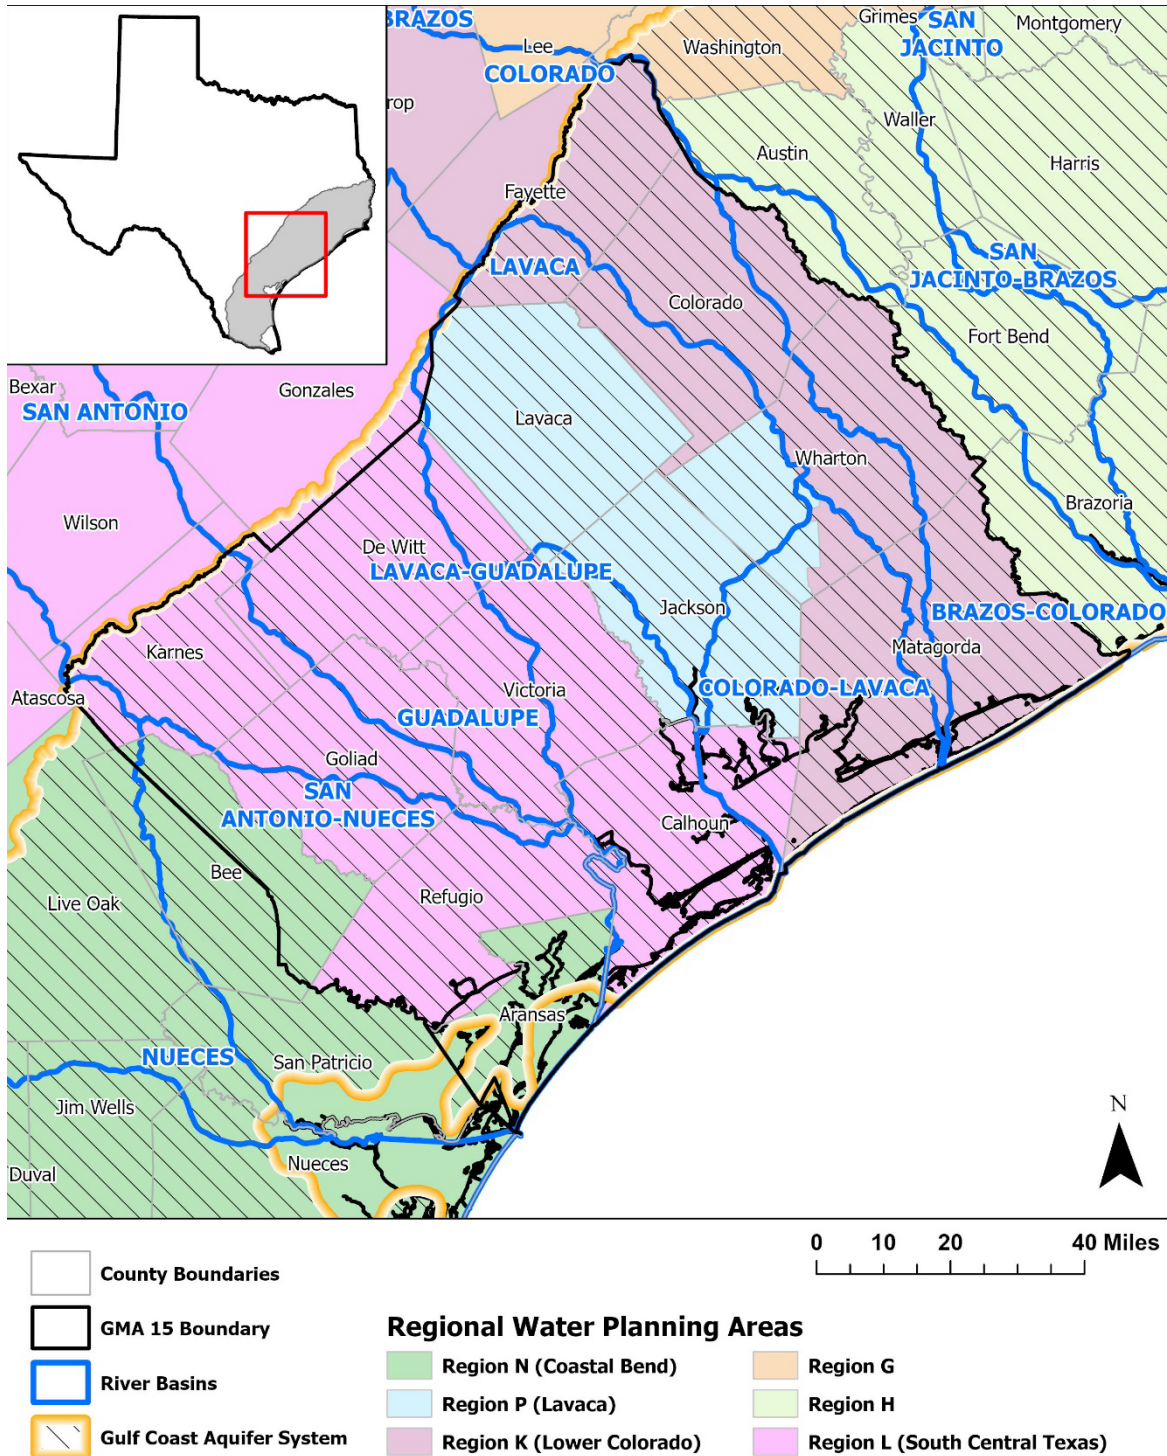 BRAZOS
Lee
COLORADO
Washington
Grimes
SAN
JACINTO
Montgomery
rop
Waller
Austin
Harris
Fayette
LAVACA
SAN
JACINTO-BRAZOS
Colorado
Fort Bend
Bexar
SAN ANTONIO
Gonzales
Lavaca
Wharton
Brazoria
Wilson
De Witt
LAVACA-GUADALUPE
Jackson
BRAZOS-COLORADO
Karnes
Matagorda
Atascosa
Victoria
COLORADO-LAVACA
GUADALUPE
Goliad
SAN
ANTONIO-NUECES
Calhoun
Bee
Live Oak
Refugio
Aransas
NUECES
San Patricio
Jim Wells
Nueces
Duval
N
0 10 20 40 Miles
County Boundaries
GMA 15 Boundary
River Basins
Gulf Coast Aquifer System
Regional Water Planning Areas
Region N (Coastal Bend)
Region P (Lavaca)
Region K (Lower Colorado)
Region G
Region H
Region L (South Central Texas)